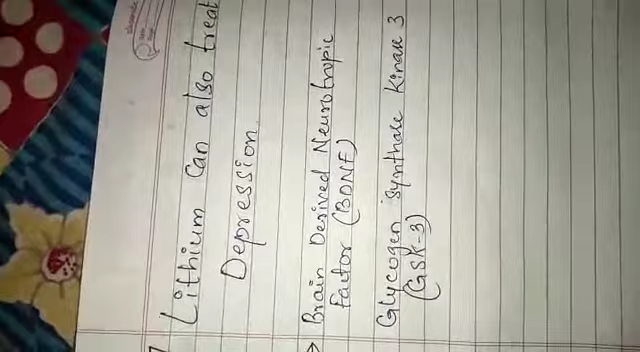 Lithium can also treat
Depression.
→ Brain Derived Neurotropic
Factor (BDNF)
Glycogen synthase kinase 3
(GSK-3)